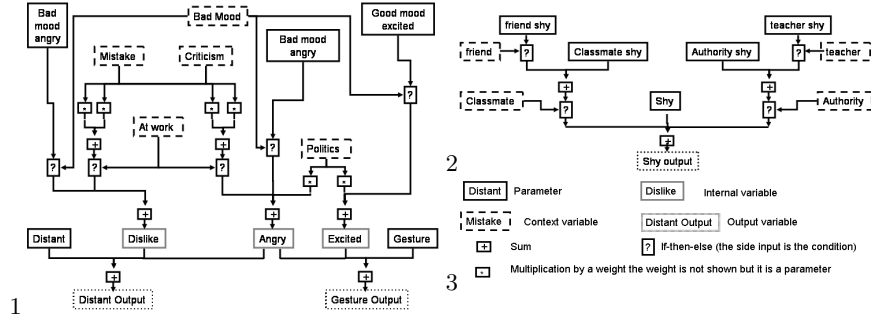 Bad mood angry
Bad Mood
Good mood excited
Mistake
Criticism
Bad mood angry
*
*
*
*
?
+
At work
+
?
Politics
?
?
?
*
*
+
+
+
Distant
Dislike
Angry
Excited
Gesture
+
+
Distant Output
Gesture Output
1
friend shy
teacher shy
friend
?
Classmate shy
Authority shy
?
teacher
+
+
Classmate
?
Shy
?
Authority
+
Shy output
2
Distant
Parameter
Dislike
Internal variable
Mistake
Context variable
Distant Output
Output variable
+
Sum
?
If-then-else (the side input is the condition)
*
Multiplication by a weight the weight is not shown but it is a parameter
3